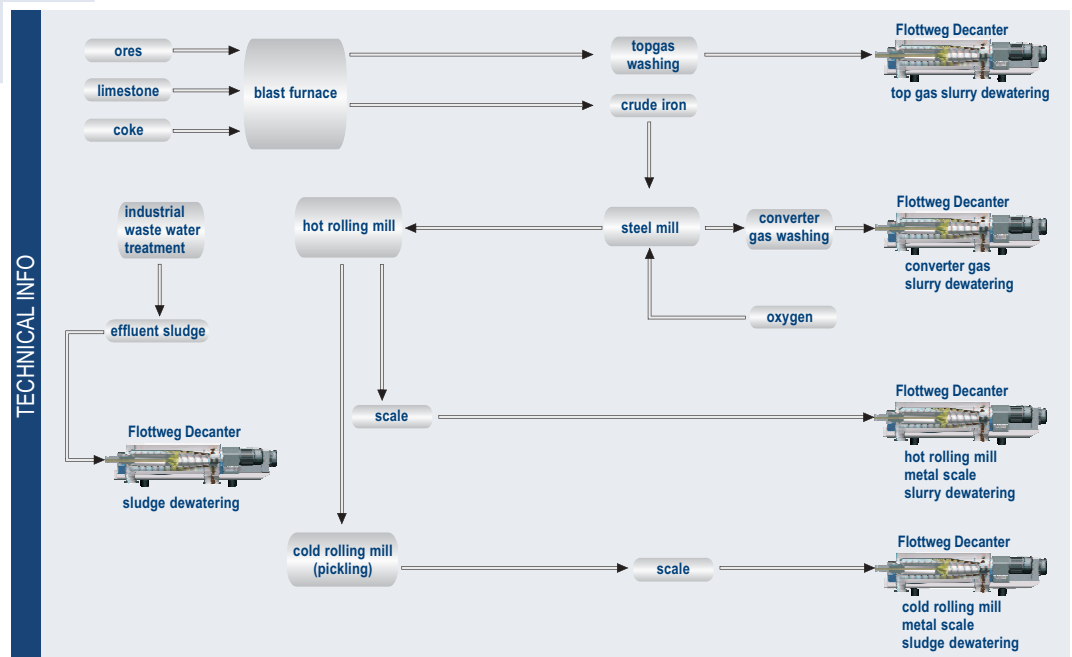 TECHNICAL INFO
ores
limestone
coke
blast furnace
topgas
washing
crude iron
Flottweg Decanter
top gas slurry dewatering
industrial
waste water
treatment
hot rolling mill
steel mill
converter
gas washing
Flottweg Decanter
converter gas
slurry dewatering
effluent sludge
oxygen
scale
Flottweg Decanter
hot rolling mill
metal scale
slurry dewatering
Flottweg Decanter
sludge dewatering
cold rolling mill
(pickling)
scale
Flottweg Decanter
cold rolling mill
metal scale
sludge dewatering